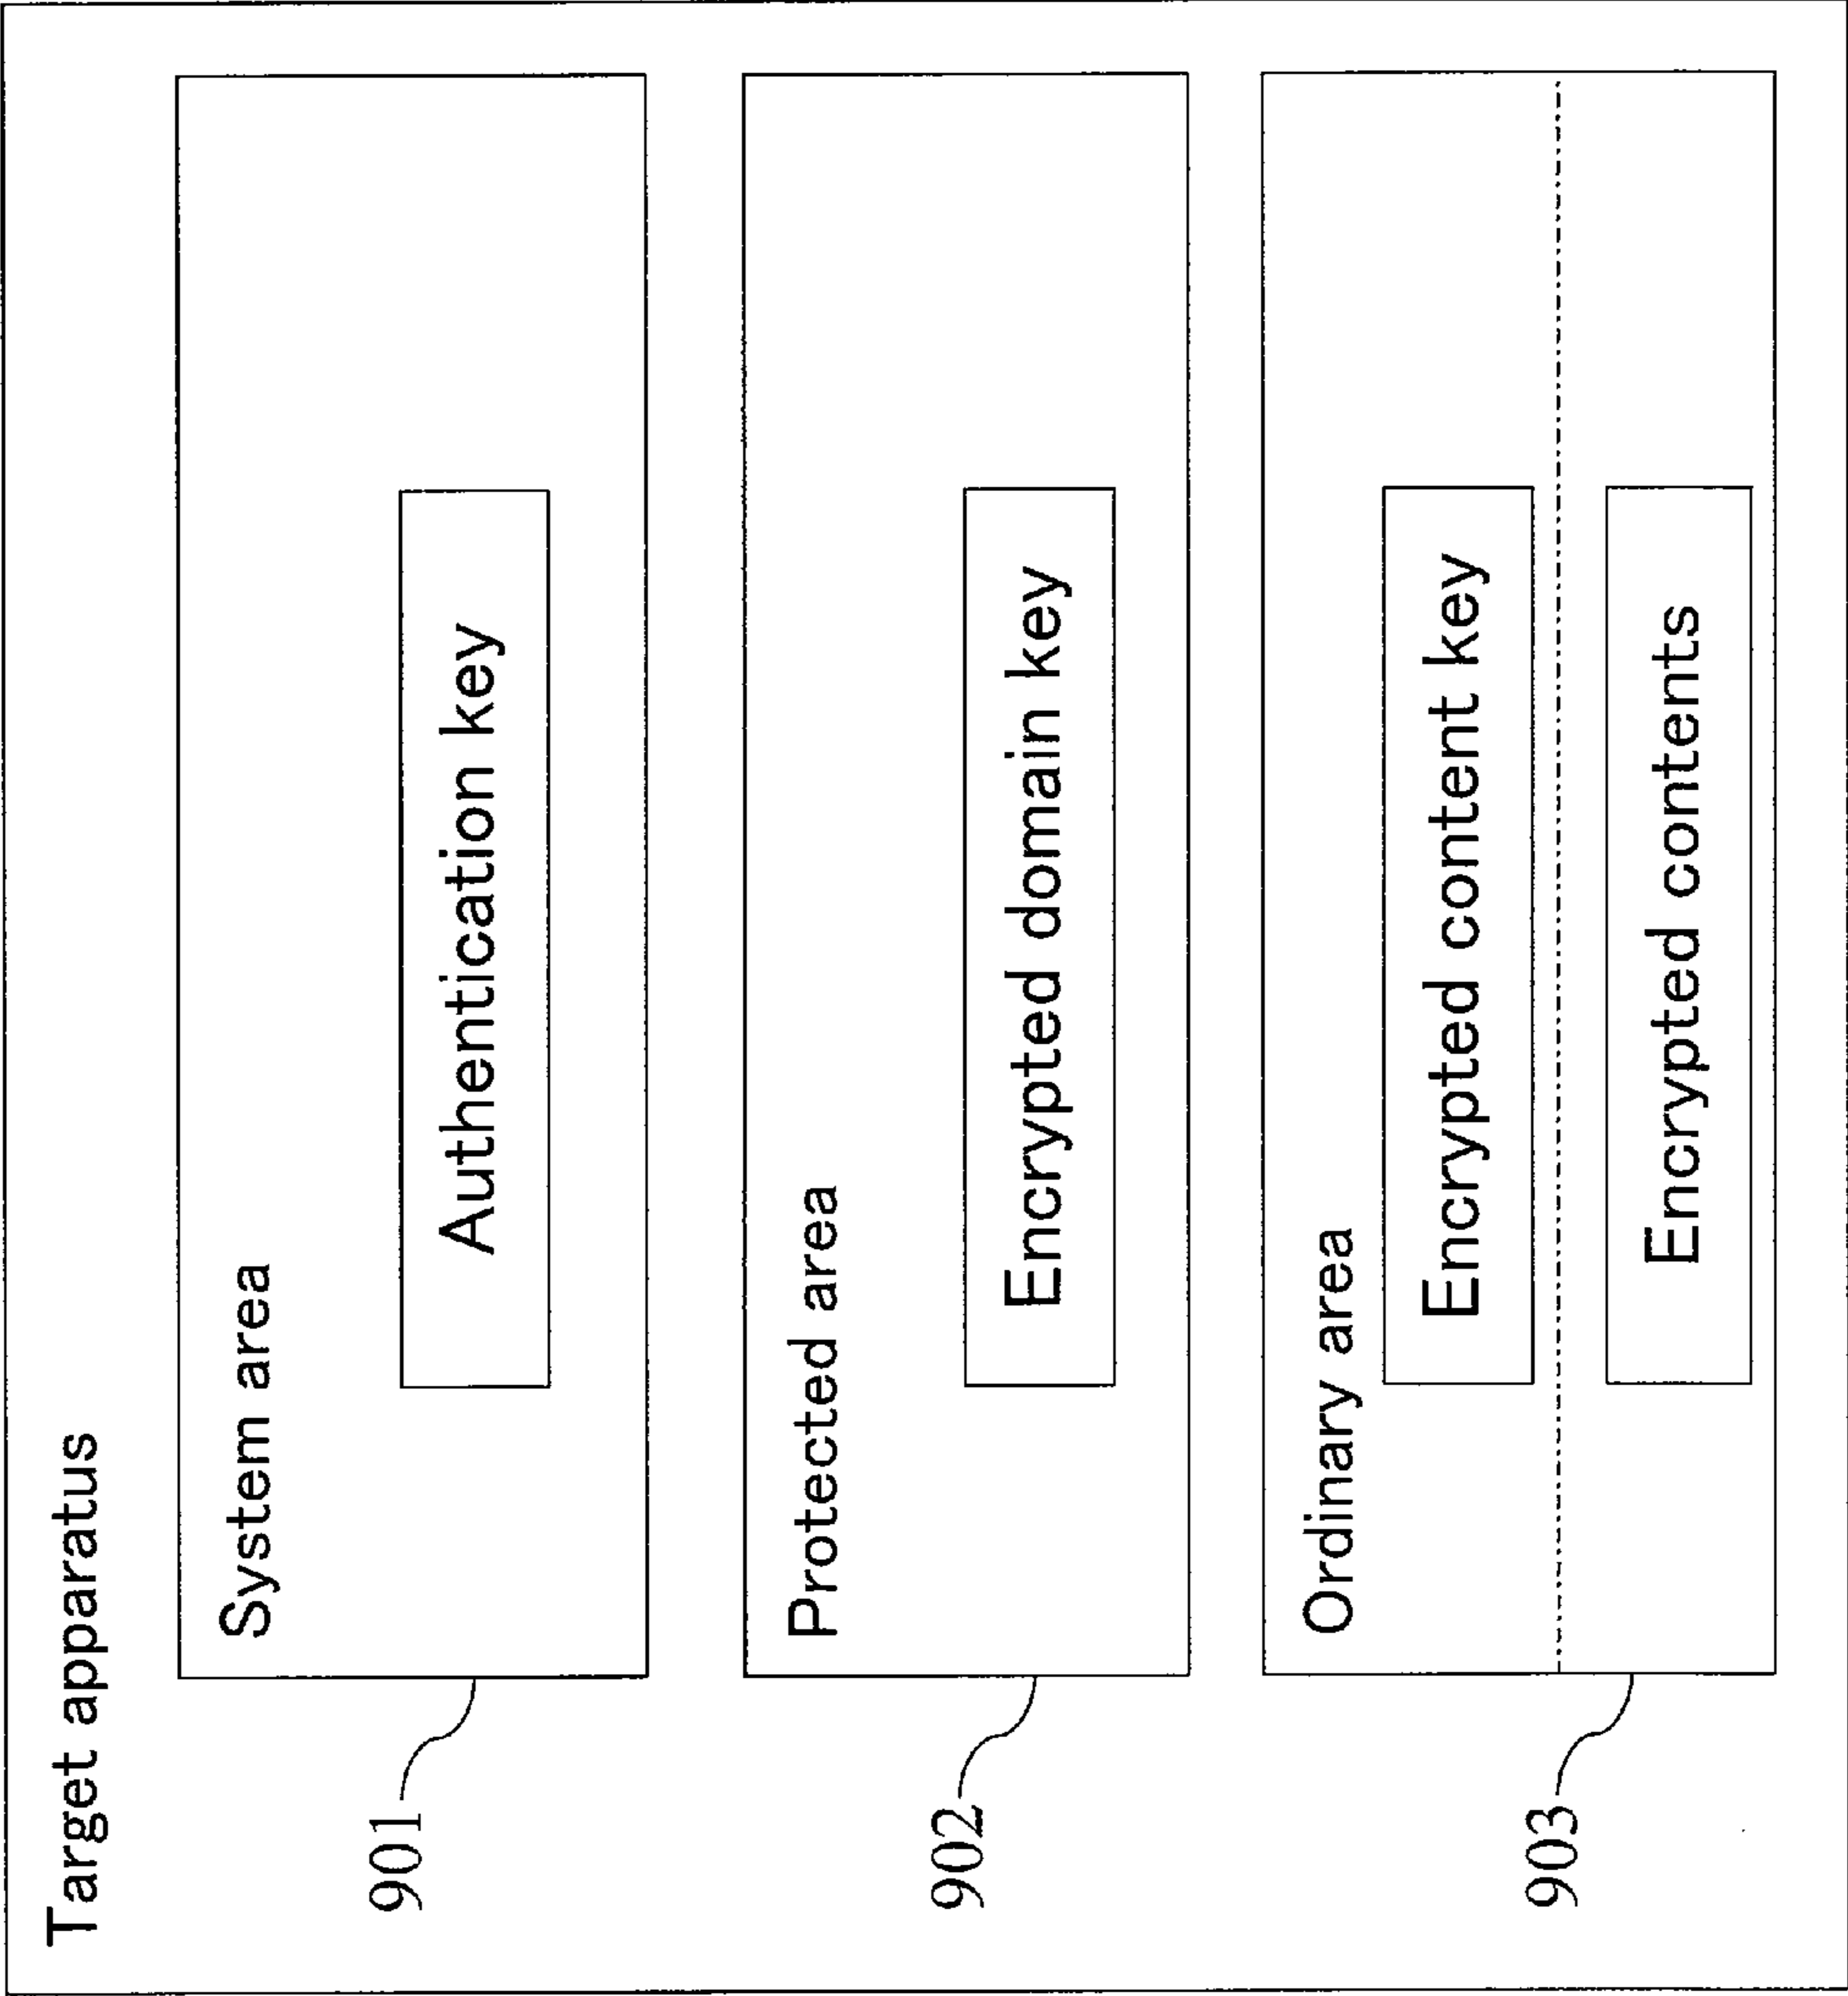 Target apparatus
System area
Authentication key
901
Protected area
Encrypted domain key
902
Ordinary area
Encrypted content key
Encrypted contents
903